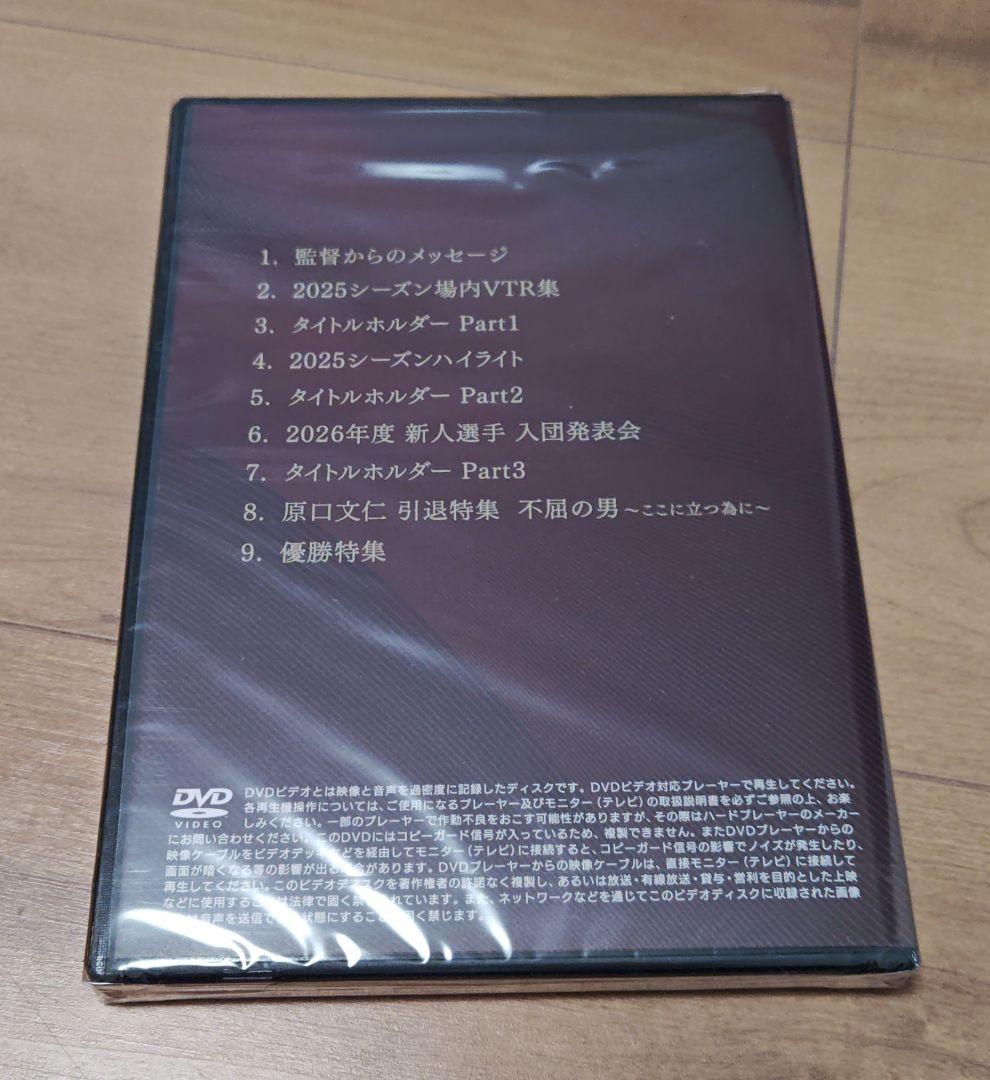 1. 監督からのメッセージ
2. 2025シーズン場内VTR集
3. タイトルホルダー Part1
4. 2025シーズンハイライト
5. タイトルホルダー Part2
6. 2026年度 新人選手 入団発表会
7. タイトルホルダー Part3
8. 原口文仁 引退特集 不屈の男～ここに立つ為に～
9. 優勝特集
DVD VIDEO
DVDビデオとは映像と音声を過密度に記録したディスクです。DVDビデオ対応プレーヤーで再生してください。
各再生機操作については、ご使用になるプレーヤー及びモニター（テレビ）の取扱説明書を必ずご参照の上、お楽
しみください。一部のプレーヤーで作動不良をおこす可能性がありますが、その際はハードプレーヤーのメーカー
にお問い合わせください。このDVDにはコピーガード信号が入っているため、複製できません。またDVDプレーヤーからの
映像ケーブルをビデオデッキなどを経由してモニター（テレビ）に接続すると、コピーガード信号の影響でノイズが発生したり、
画面が暗くなる等の影響が出る場合があります。DVDプレーヤーからの映像ケーブルは、直接モニター（テレビ）に接続して
再生してください。このビデオディスクを著作権者の許諾なく複製し、あるいは放送・有線放送・貸与・営利を目的とした上映
などに使用することは法律で固く禁じられています。また、ネットワークなどを通じてこのビデオディスクに収録された画像
は音声を送信で 状態にすること 固く禁じます。